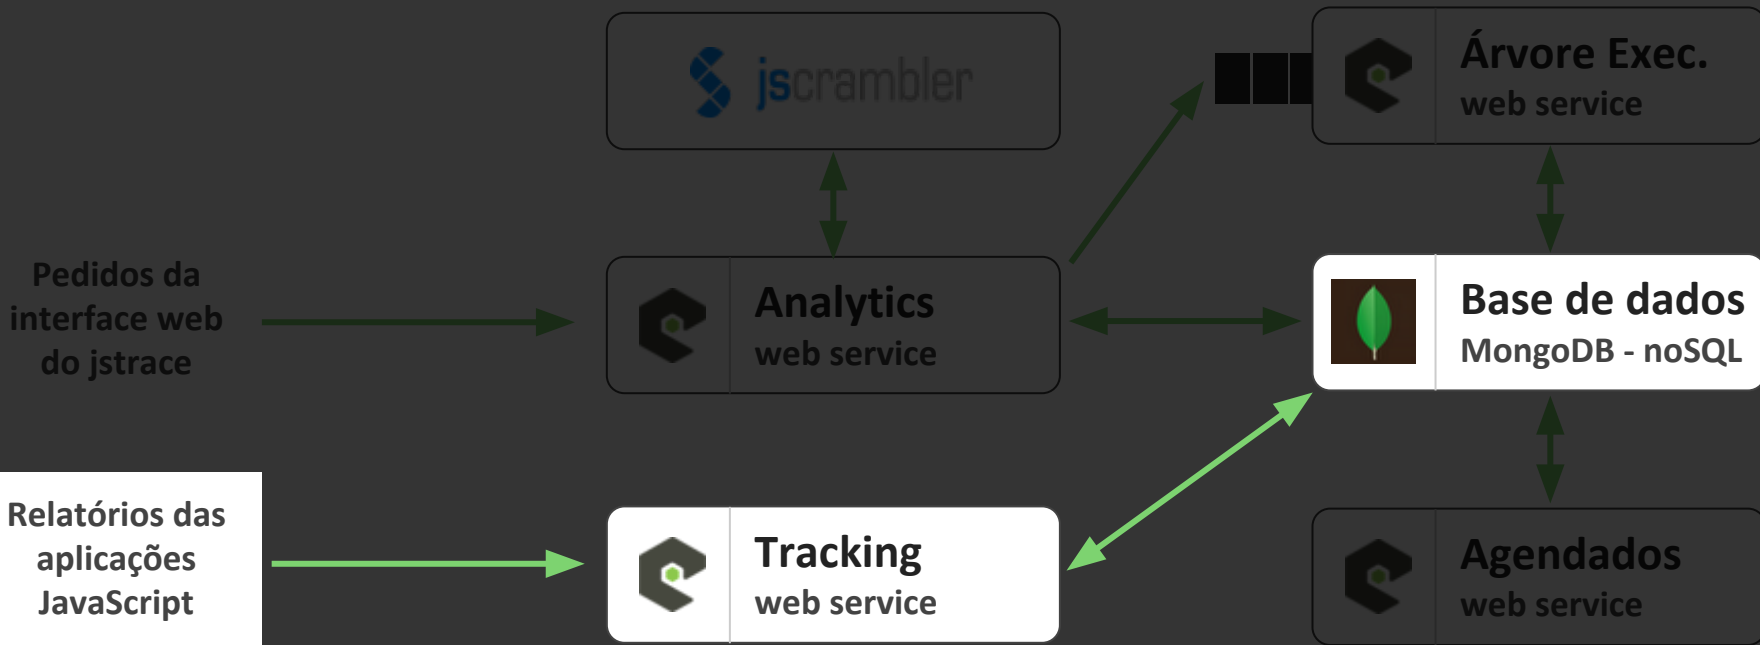 jscrambler
Árvore Exec.
web service
Pedidos da
interface web
do jstrace
Analytics
web service
Base de dados
MongoDB - noSQL
Relatórios das
aplicações
JavaScript
Tracking
web service
Agendados
web service